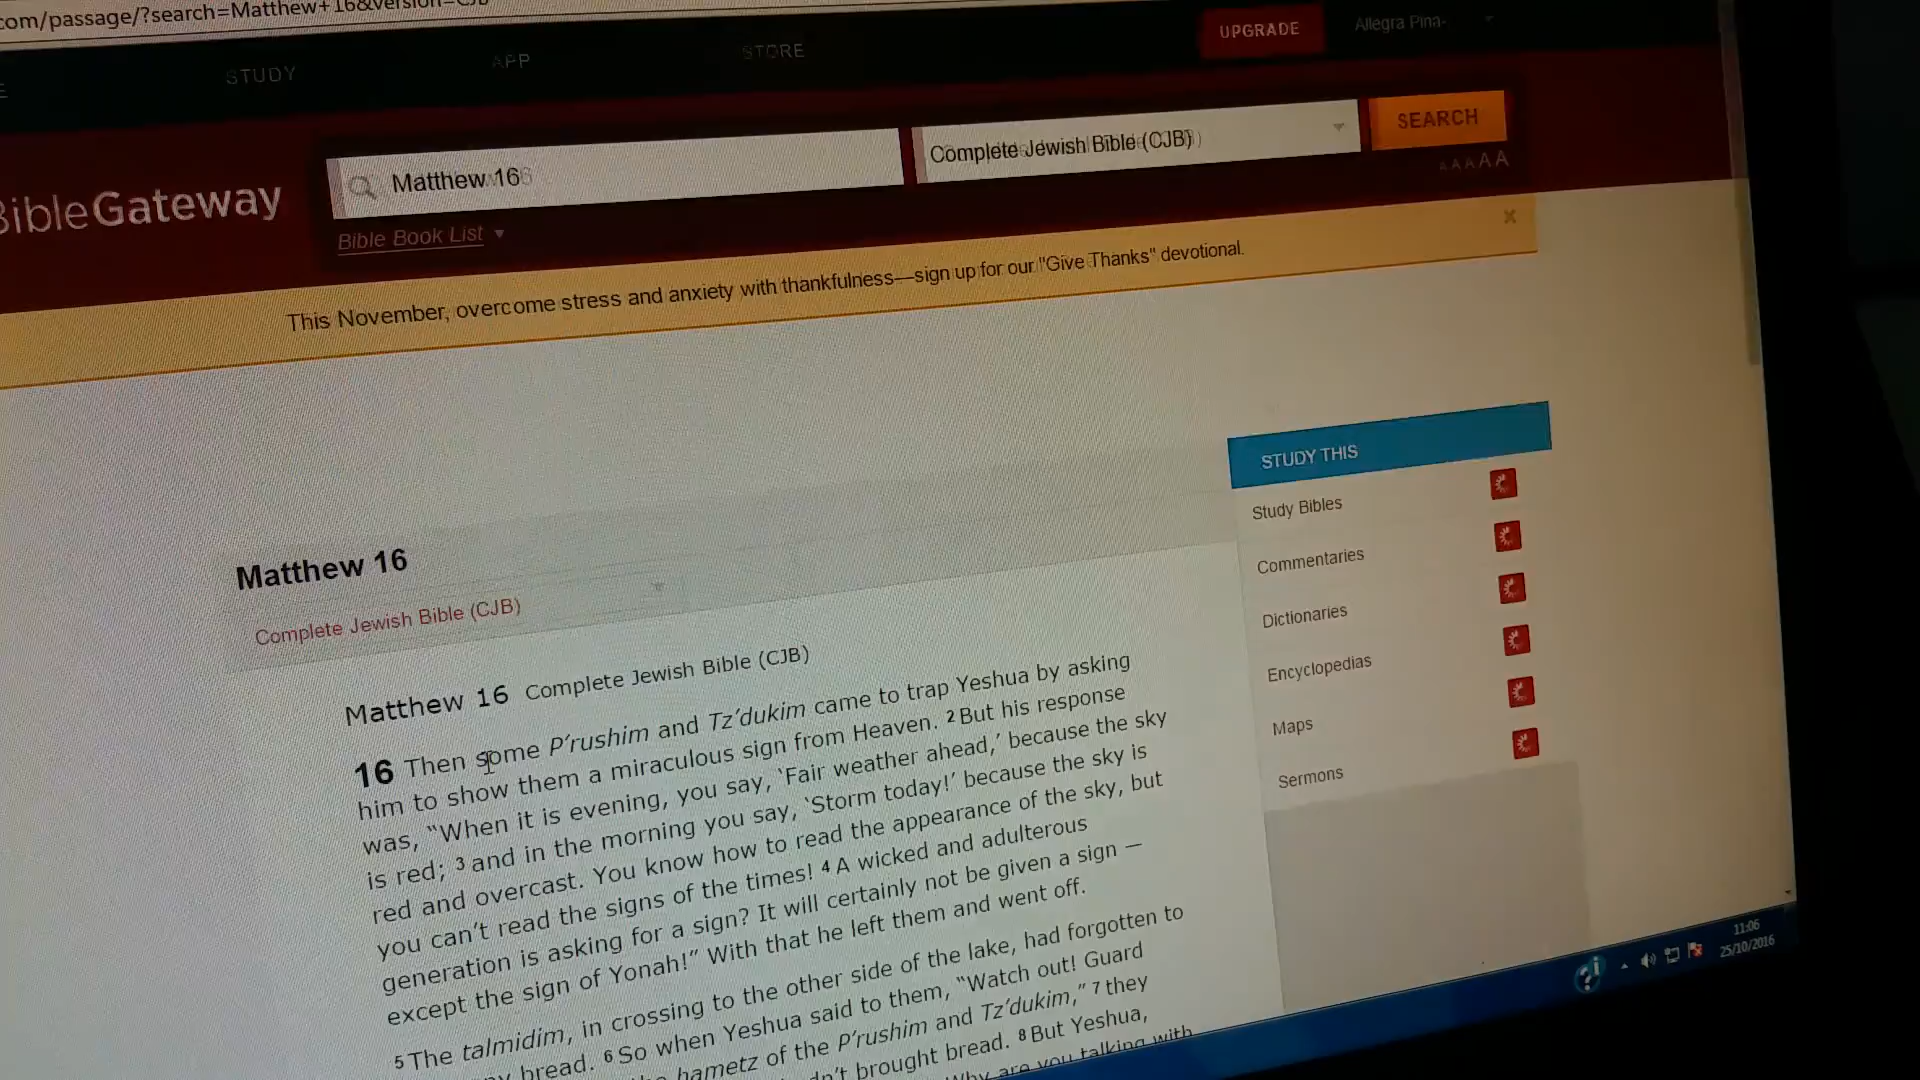 com/passage/?search=Matthew+16&version=CJB
STUDY
APP
STORE
UPGRADE
Allegra Pina-
BibleGateway
Matthew 16
Complete Jewish Bible (CJB)
SEARCH
AAAAA
Bible Book List
This November, overcome stress and anxiety with thankfulness—sign up for our "Give Thanks" devotional.
Matthew 16
Complete Jewish Bible (CJB)
Matthew 16 Complete Jewish Bible (CJB)
16 Then some P'rushim and Tz'dukim came to trap Yeshua by asking
him to show them a miraculous sign from Heaven. 2 But his response
was, "When it is evening, you say, 'Fair weather ahead,' because the sky
is red; 3 and in the morning you say, 'Storm today!' because the sky is
red and overcast. You know how to read the appearance of the sky, but
you can't read the signs of the times! 4 A wicked and adulterous
generation is asking for a sign? It will certainly not be given a sign —
except the sign of Yonah!" With that he left them and went off.
5 The talmidim, in crossing to the other side of the lake, had forgotten to
bread. 6 So when Yeshua said to them, "Watch out! Guard
hametz of the P'rushim and Tz'dukim," 7 they
brought bread. 8 But Yeshua,
are you talking with
STUDY THIS
Study Bibles
Commentaries
Dictionaries
Encyclopedias
Maps
Sermons
11:06
25/10/2016